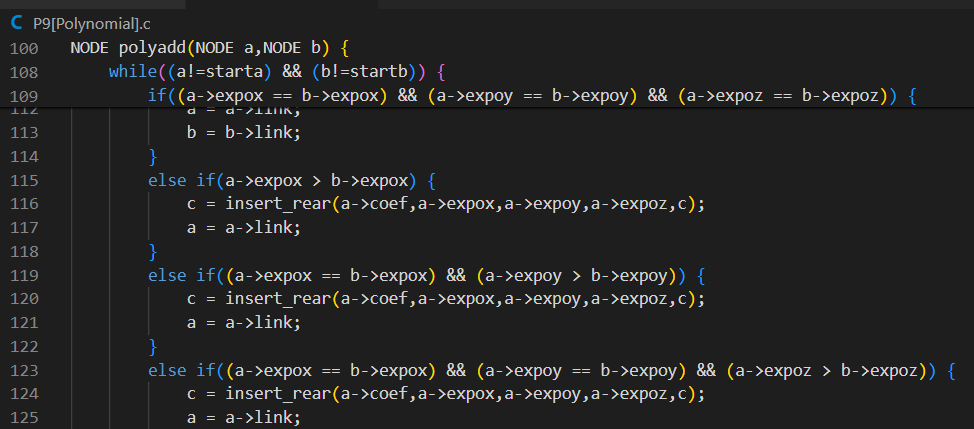 C P9[Polynomial].c
100 NODE polyadd(NODE a,NODE b) {
108     while((a!=starta) && (b!=startb)) {
109         if((a->expox == b->expox) && (a->expoy == b->expoy) && (a->expoz == b->expoz)) {
112             a = a->link;
113             b = b->link;
114         }
115         else if(a->expox > b->expox) {
116             c = insert_rear(a->coef,a->expox,a->expoy,a->expoz,c);
117             a = a->link;
118         }
119         else if((a->expox == b->expox) && (a->expoy > b->expoy)) {
120             c = insert_rear(a->coef,a->expox,a->expoy,a->expoz,c);
121             a = a->link;
122         }
123         else if((a->expox == b->expox) && (a->expoy == b->expoy) && (a->expoz > b->expoz)) {
124             c = insert_rear(a->coef,a->expox,a->expoy,a->expoz,c);
125             a = a->link;